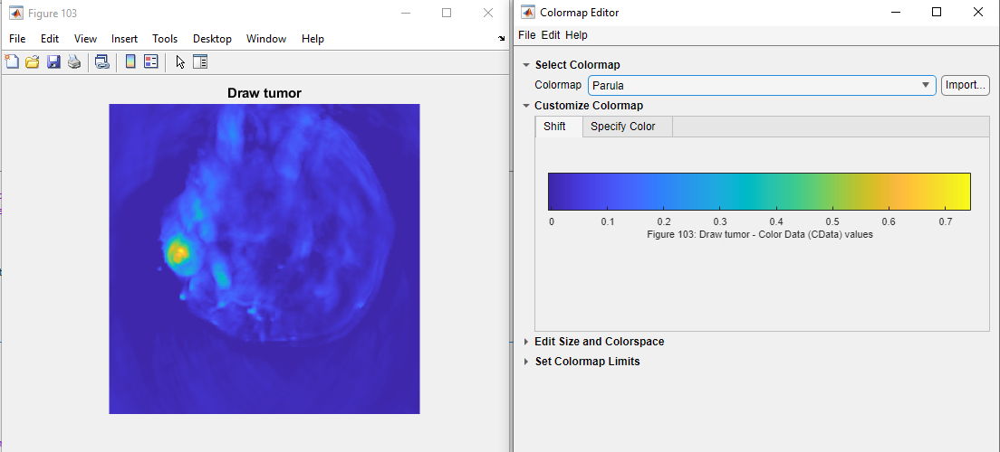 Figure 103
File Edit View Insert Tools Desktop Window Help
Draw tumor
Colormap Editor
File Edit Help
Select Colormap
Colormap Parula Import...
Customize Colormap
Shift Specify Color
0 0.1 0.2 0.3 0.4 0.5 0.6 0.7
Figure 103: Draw tumor - Color Data (CData) values
Edit Size and Colorspace
Set Colormap Limits